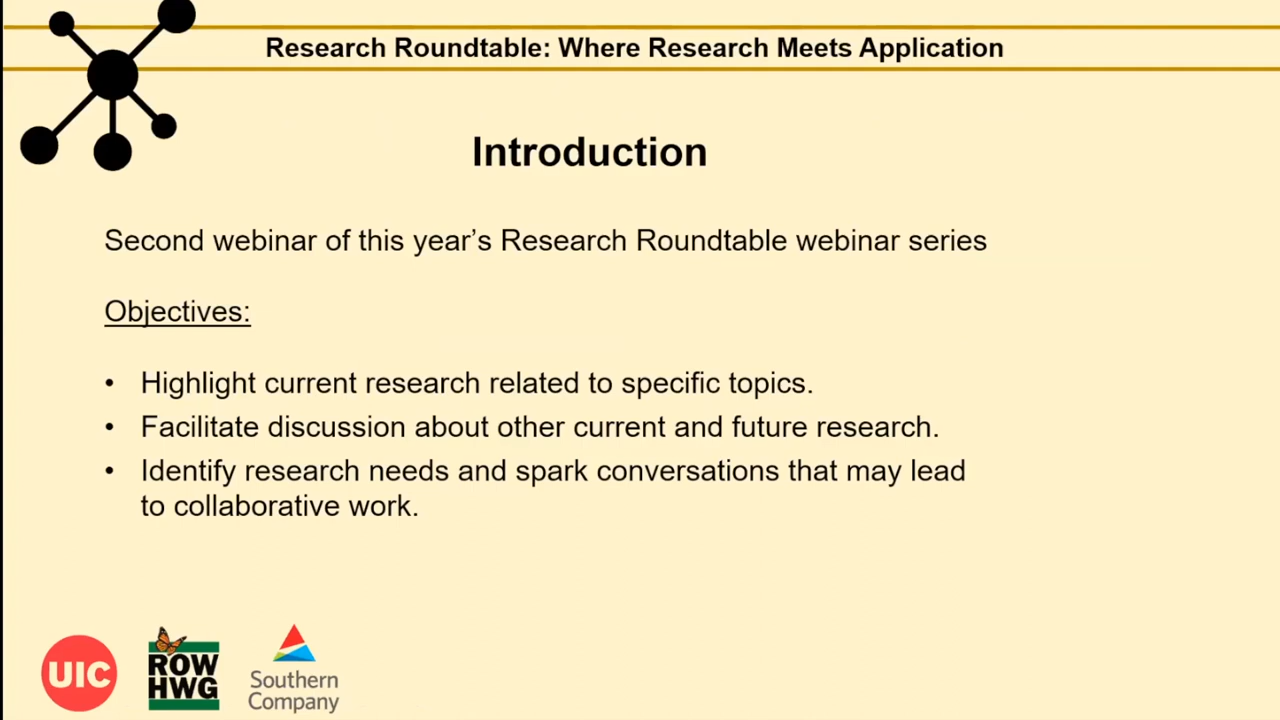 Research Roundtable: Where Research Meets Application
Introduction
Second webinar of this year’s Research Roundtable webinar series
Objectives:
• Highlight current research related to specific topics.
• Facilitate discussion about other current and future research.
• Identify research needs and spark conversations that may lead
to collaborative work.
UIC
ROW
HWG
Southern
Company